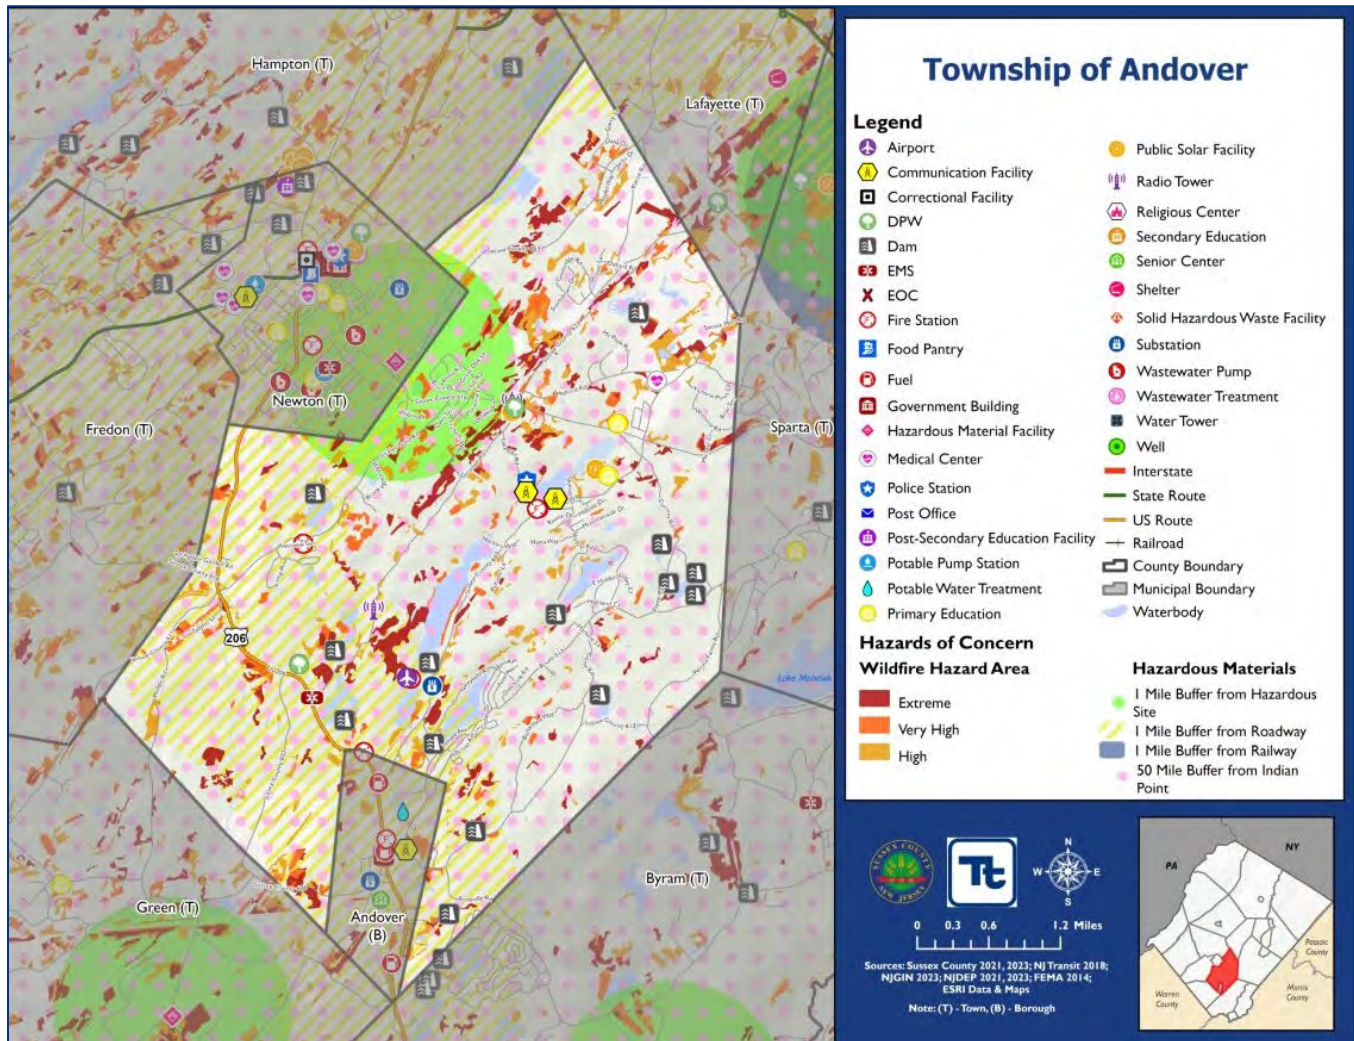 Township of Andover
Legend
Airport
Communication Facility
Correctional Facility
DPW
Dam
EMS
EOC
Fire Station
Food Pantry
Fuel
Government Building
Hazardous Material Facility
Medical Center
Police Station
Post Office
Post-Secondary Education Facility
Potable Pump Station
Potable Water Treatment
Primary Education
Public Solar Facility
Radio Tower
Religious Center
Secondary Education
Senior Center
Shelter
Solid Hazardous Waste Facility
Substation
Wastewater Pump
Wastewater Treatment
Water Tower
Well
Interstate
State Route
US Route
Railroad
County Boundary
Municipal Boundary
Waterbody
Hazards of Concern
Wildfire Hazard Area
Extreme
Very High
High
Hazardous Materials
1 Mile Buffer from Hazardous
Site
1 Mile Buffer from Roadway
1 Mile Buffer from Railway
50 Mile Buffer from Indian
Point
Hampton (T)
Lafayette (T)
Newton (T)
Fredon (T)
Sparta (T)
206
Lake Mohawk
Byram (T)
Green (T)
Andover
(B)
SUSSEX COUNTY
NEW JERSEY
Tt
N
W
E
S
0 0.3 0.6 1.2 Miles
Sources: Sussex County 2021, 2023; NJ Transit 2018;
NJGIN 2023; NJDEP 2021, 2023; FEMA 2014;
ESRI Data & Maps
Note: (T) - Town, (B) - Borough
PA
NY
Passaic
County
Warren
County
Morris
County